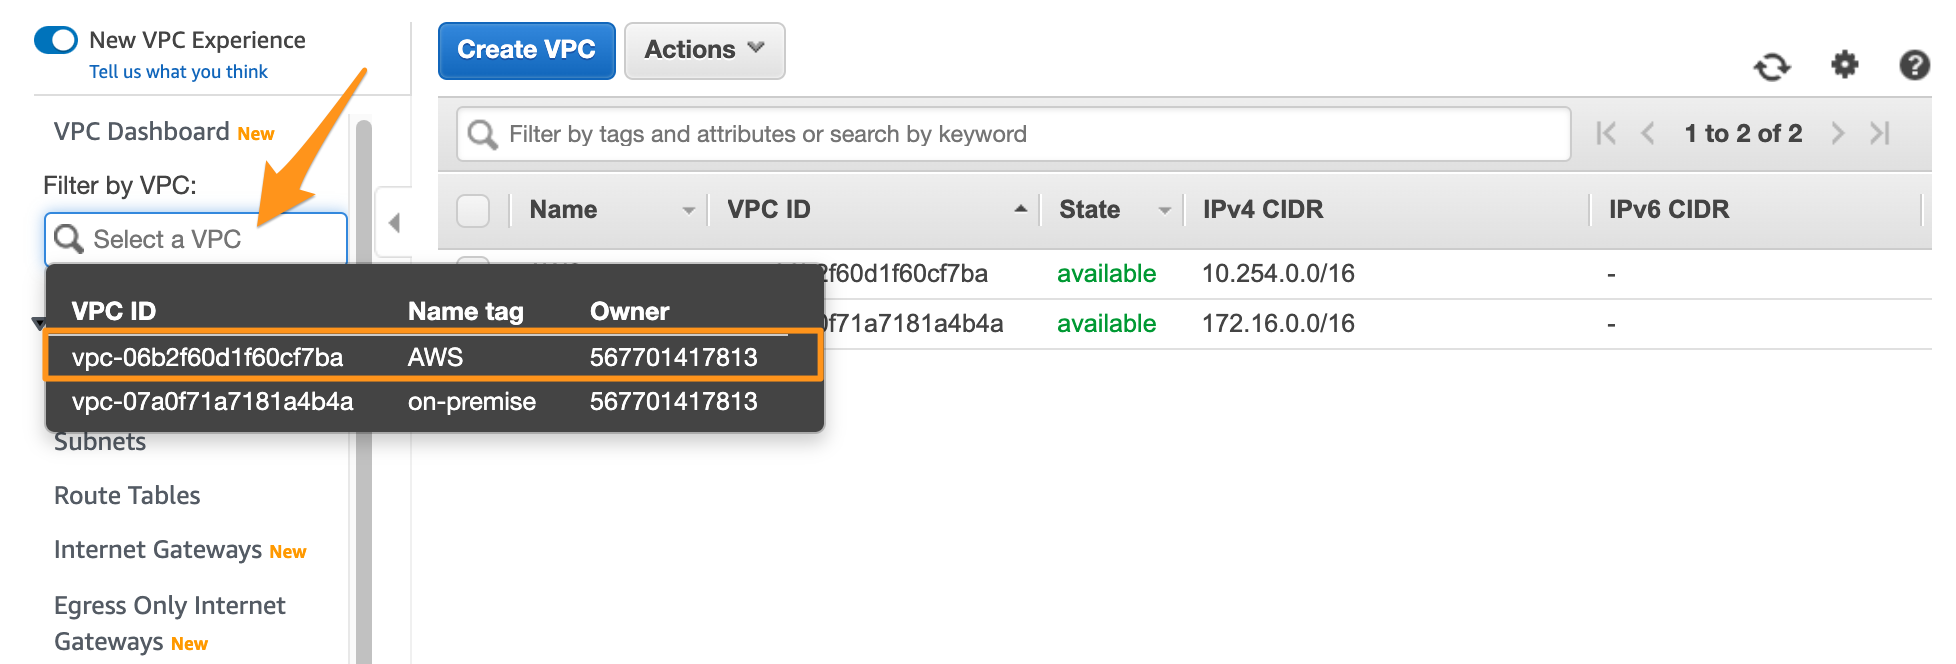 New VPC Experience
Tell us what you think
Create VPC
Actions
VPC Dashboard New
Filter by VPC:
Select a VPC
Filter by tags and attributes or search by keyword
1 to 2 of 2
Name VPC ID State IPv4 CIDR IPv6 CIDR
2f60d1f60cf7ba available 10.254.0.0/16 -
0f71a7181a4b4a available 172.16.0.0/16 -
VPC ID Name tag Owner
vpc-06b2f60d1f60cf7ba AWS 567701417813
vpc-07a0f71a7181a4b4a on-premise 567701417813
Subnets
Route Tables
Internet Gateways New
Egress Only Internet
Gateways New